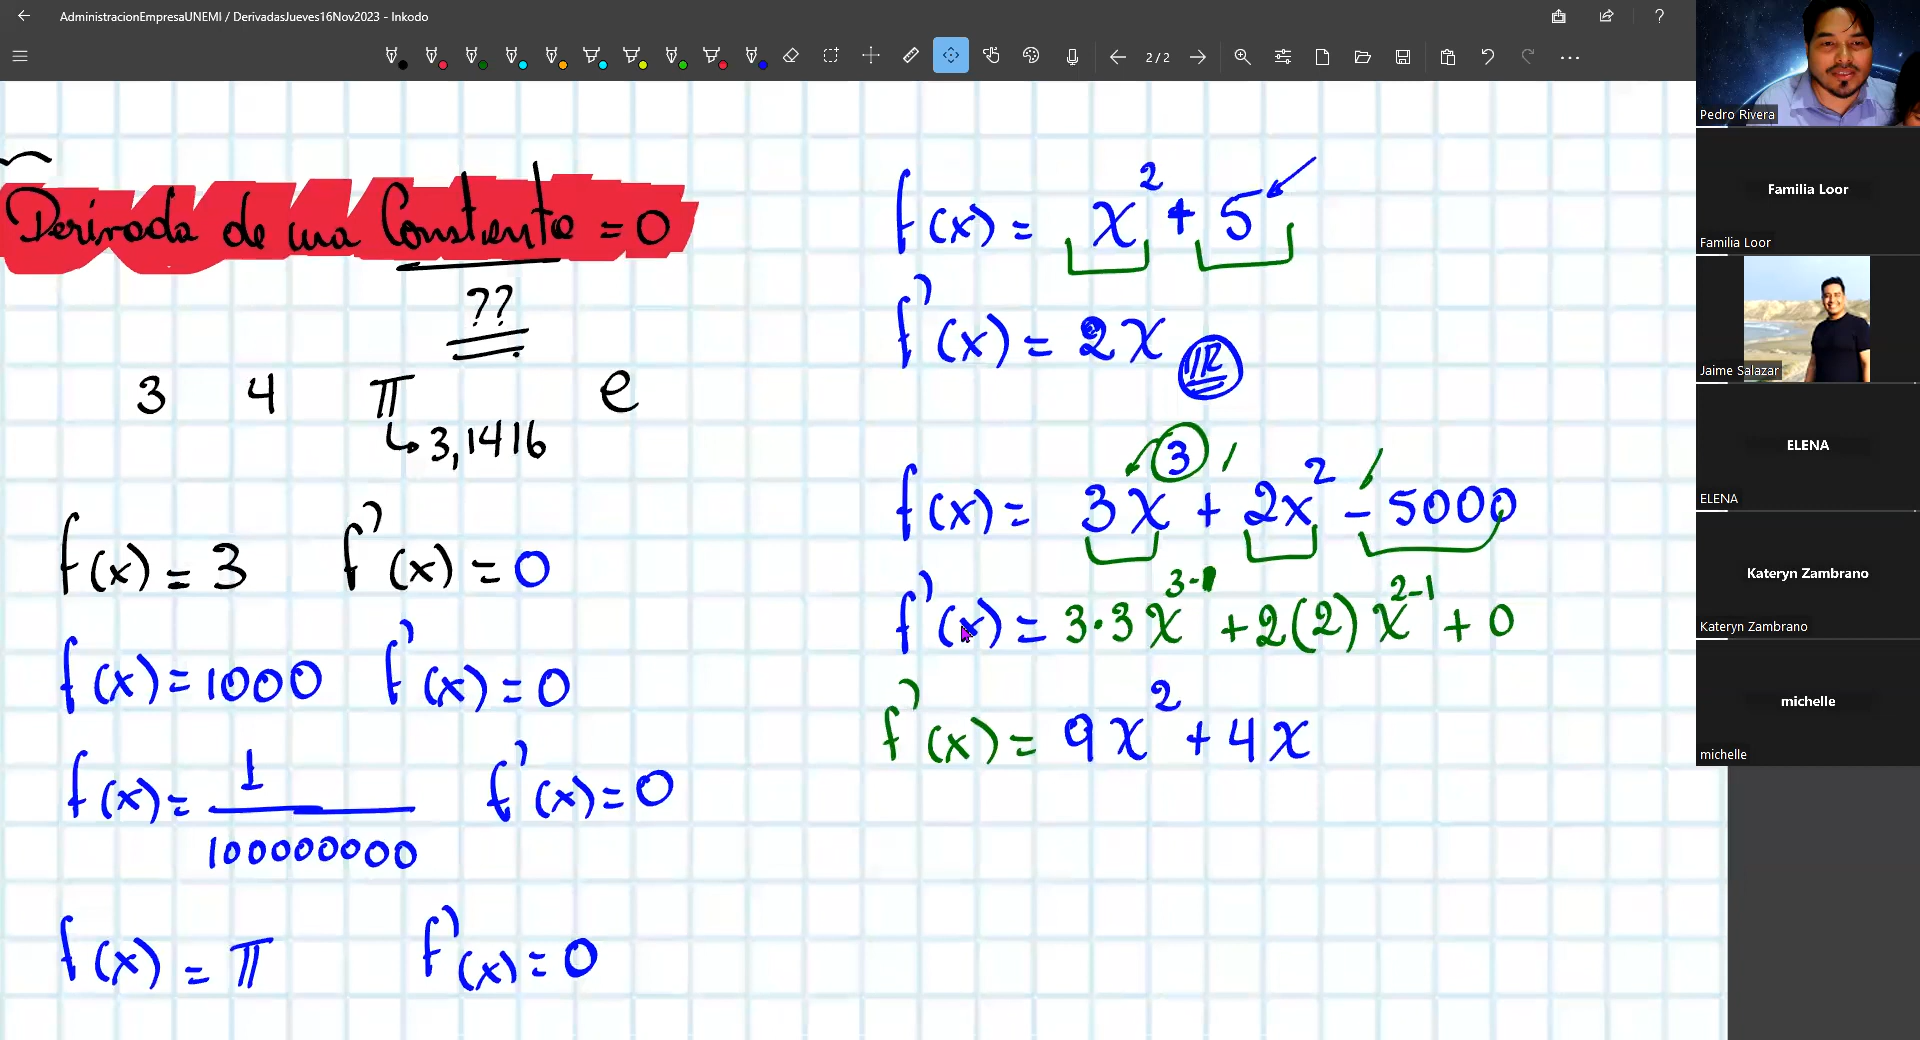 AdministracionEmpresaUNEMI / DerivadasJueves16Nov2023 - Inkodo
2 / 2
Derivada de una Constante = 0
??
3 4 π e
↳ 3,1416
f(x) = 3 f'(x) = 0
f(x) = 1000 f'(x) = 0
f(x) = 1/100000000 f'(x) = 0
f(x) = π f'(x) = 0
f(x) = x² + 5
f'(x) = 2x
f(x) = 3x³ + 2x² - 5000
f'(x) = 3·3x³⁻¹ + 2(2)x²⁻¹ + 0
f'(x) = 9x² + 4x
Pedro Rivera
Familia Loor
Familia Loor
Jaime Salazar
ELENA
ELENA
Kateryn Zambrano
Kateryn Zambrano
michelle
michelle